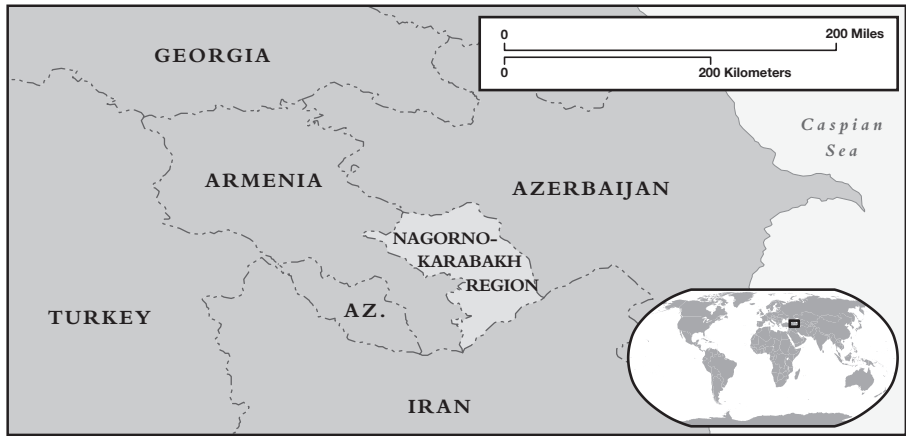 GEORGIA
0 200 Miles
0 200 Kilometers
Caspian
Sea
ARMENIA
AZERBAIJAN
NAGORNO-
KARABAKH
REGION
AZ.
TURKEY
IRAN